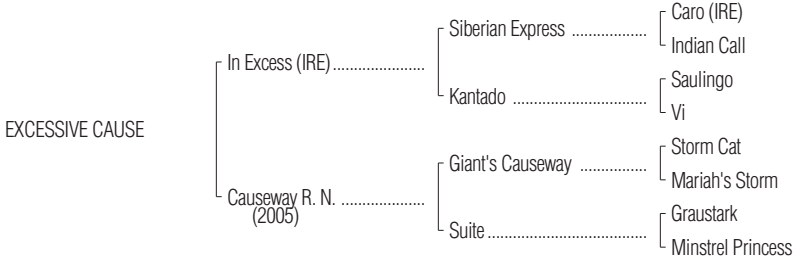 Caro (IRE)
Siberian Express ..................
Indian Call
In Excess (IRE) ......................
Saulingo
Kantado ................................
Vi
EXCESSIVE CAUSE
Storm Cat
Giant's Causeway ................
Mariah's Storm
Causeway R. N. ....................
(2005)
Graustark
Suite ......................................
Minstrel Princess